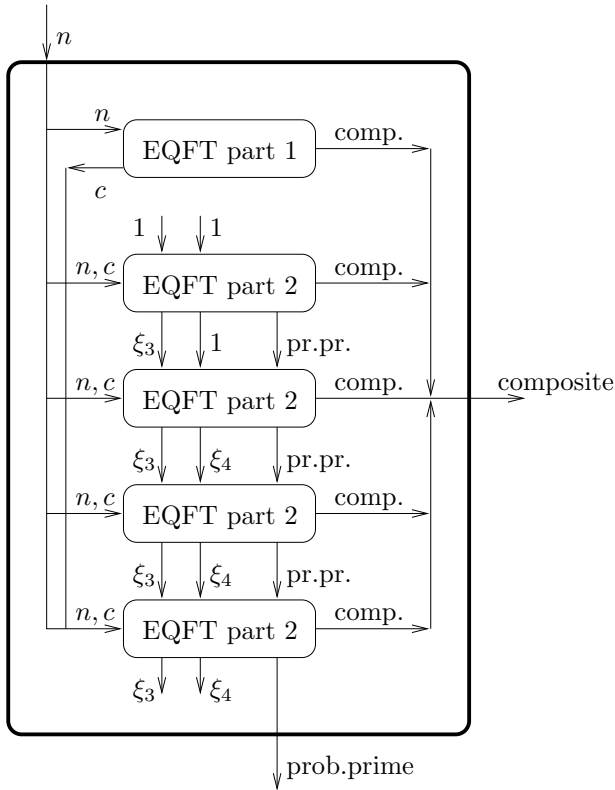 n
n
EQFT part 1
comp.
c
1 1
n, c
EQFT part 2
comp.
ξ₃ 1 pr.pr.
n, c
EQFT part 2
comp.
composite
ξ₃ ξ₄ pr.pr.
n, c
EQFT part 2
comp.
ξ₃ ξ₄ pr.pr.
n, c
EQFT part 2
comp.
ξ₃ ξ₄
prob.prime